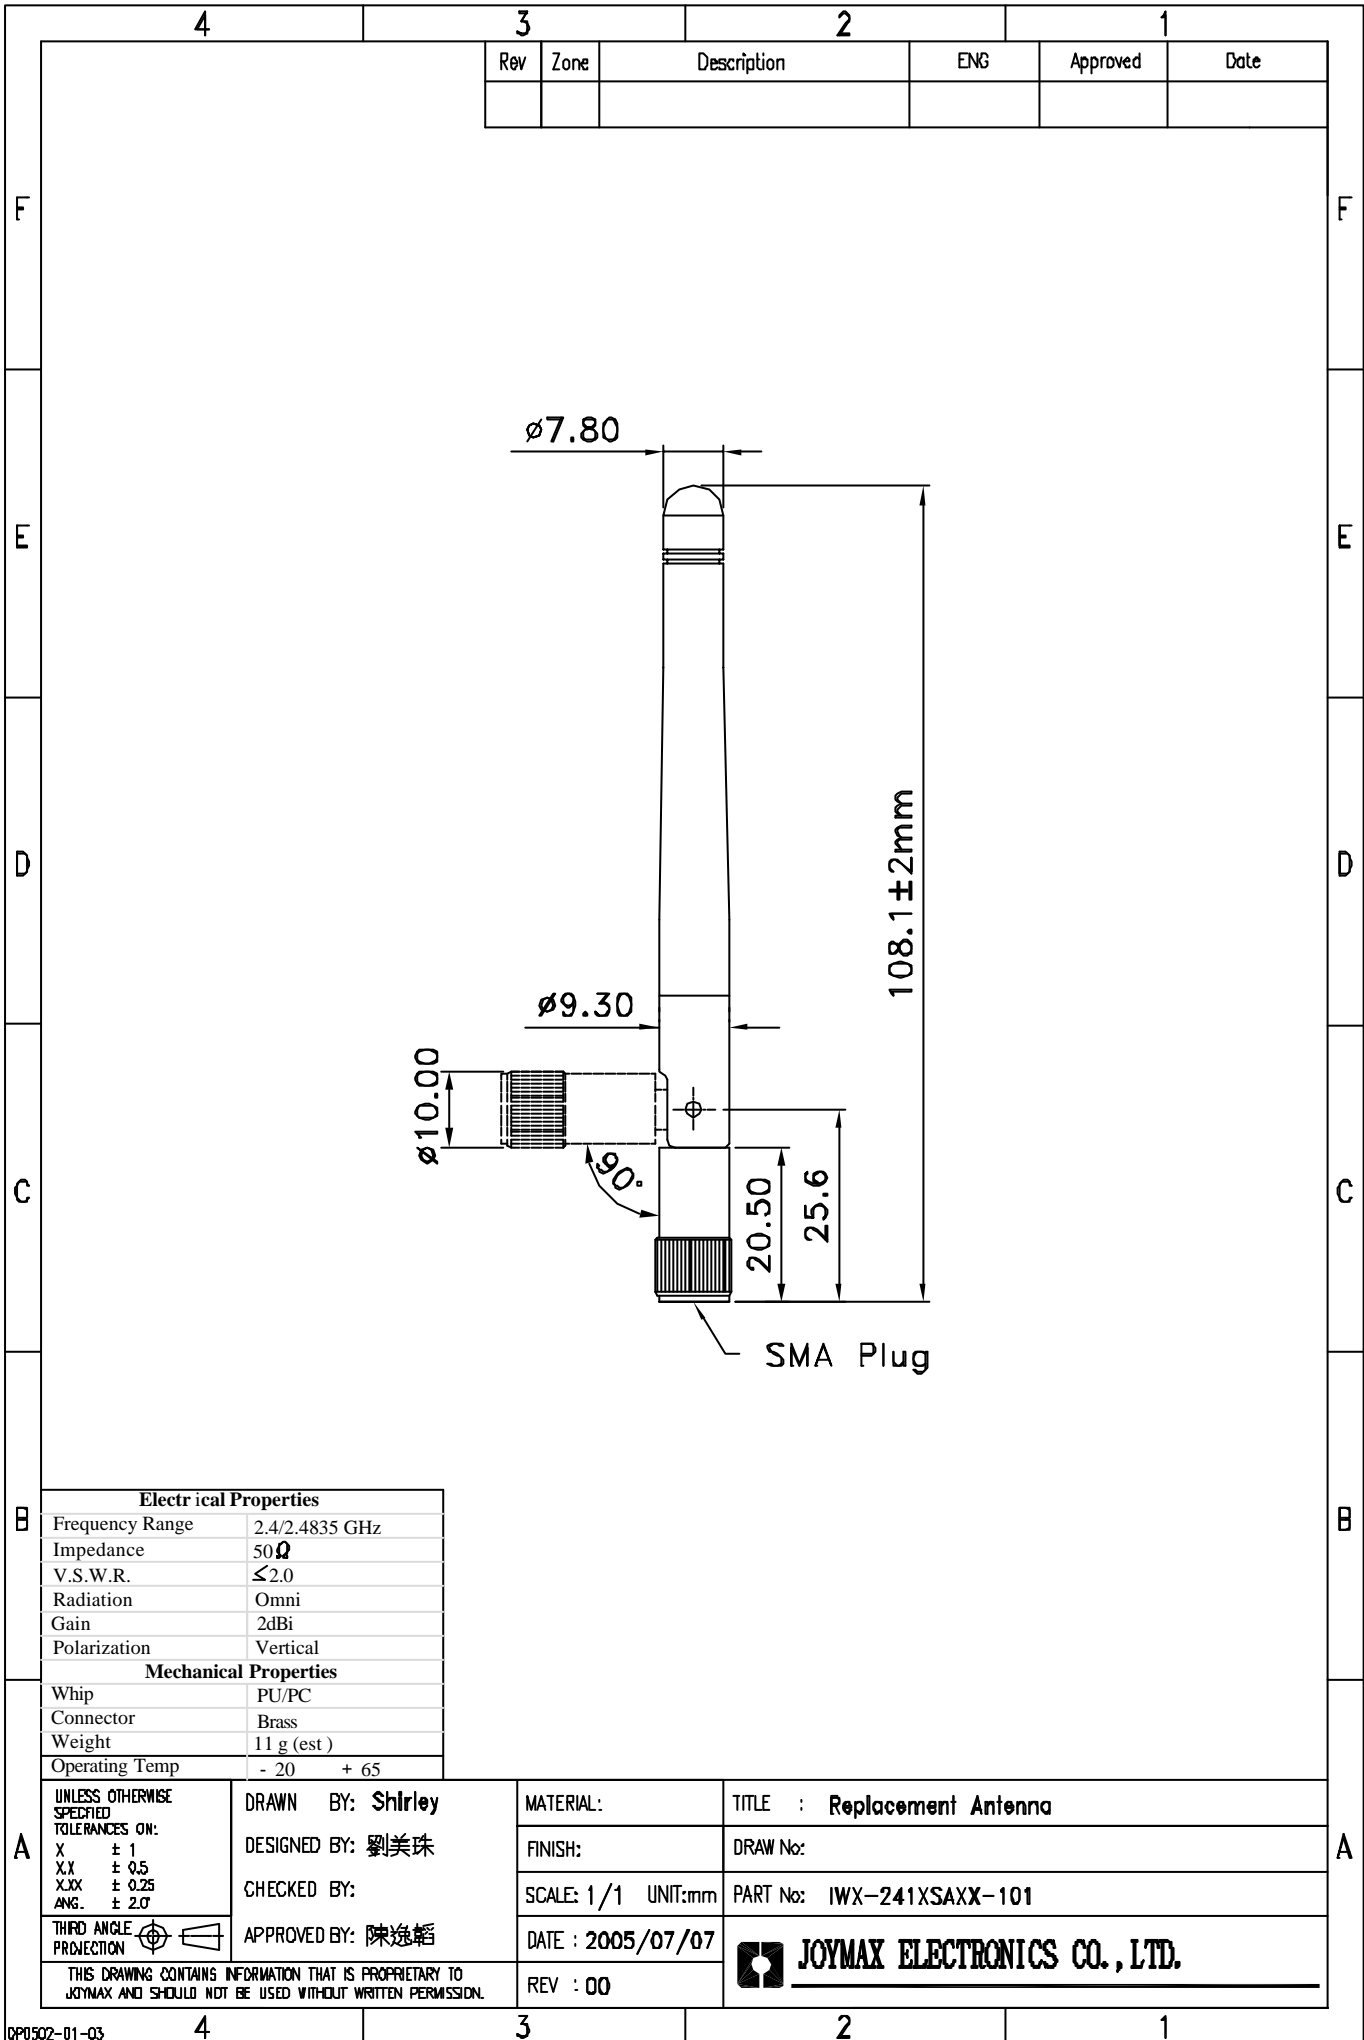 4 3 2 1
Rev Zone Description ENG Approved Date
F F
ø7.80
E E
108.1±2mm
D D
ø9.30
ø10.00
90°
20.50
25.6
C C
SMA Plug
Electrical Properties
B B
Frequency Range 2.4/2.4835 GHz
Impedance 50Ω
V.S.W.R. ≤2.0
Radiation Omni
Gain 2dBi
Polarization Vertical
Mechanical Properties
Whip PU/PC
Connector Brass
Weight 11 g (est )
Operating Temp - 20 + 65
UNLESS OTHERWISE
SPECFIED
TOLERANCES ON:
X ± 1
X.X ± 0.5
X.XX ± 0.25
ANG. ± 2.0°
THIRD ANGLE
PROJECTION
DRAWN BY: Shirley
DESIGNED BY: 劉美珠
CHECKED BY:
APPROVED BY: 陳逸韜
MATERIAL:
FINISH:
SCALE: 1/1 UNIT:mm
DATE : 2005/07/07
REV : 00
TITLE : Replacement Antenna
DRAW No:
PART No: IWX-241XSAXX-101
JOYMAX ELECTRONICS CO., LTD.
A A
THIS DRAWING CONTAINS INFORMATION THAT IS PROPRIETARY TO
JOYMAX AND SHOULD NOT BE USED WITHOUT WRITTEN PERMISSION.
QP0502-01-03
4 3 2 1